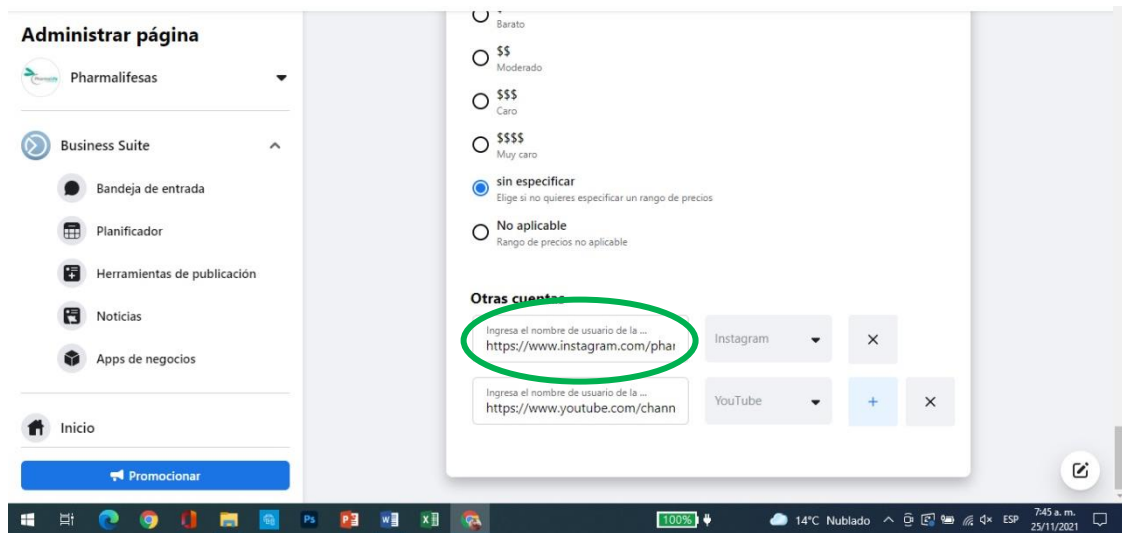 Administrar página
Pharmalifesas
Business Suite
Bandeja de entrada
Planificador
Herramientas de publicación
Noticias
Apps de negocios
Inicio
Promocionar
Barato
$$
Moderado
$$$
Caro
$$$$
Muy caro
sin especificar
Elige si no quieres especificar un rango de precios
No aplicable
Rango de precios no aplicable
Otras cuentas
Ingresa el nombre de usuario de la ...
https://www.instagram.com/phar
Instagram
Ingresa el nombre de usuario de la ...
https://www.youtube.com/chann
YouTube
100%
14°C Nublado
ESP
7:45 a. m.
25/11/2021